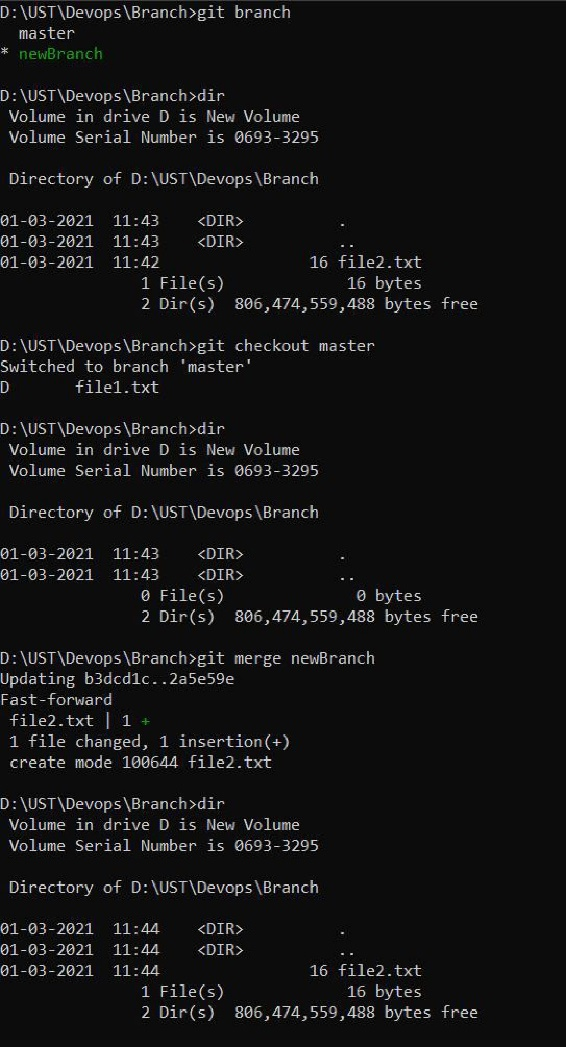 D:\UST\Devops\Branch>git branch
  master
* newBranch

D:\UST\Devops\Branch>dir
 Volume in drive D is New Volume
 Volume Serial Number is 0693-3295

 Directory of D:\UST\Devops\Branch

01-03-2021  11:43    <DIR>          .
01-03-2021  11:43    <DIR>          ..
01-03-2021  11:42                16 file2.txt
               1 File(s)             16 bytes
               2 Dir(s)  806,474,559,488 bytes free

D:\UST\Devops\Branch>git checkout master
Switched to branch 'master'
D       file1.txt

D:\UST\Devops\Branch>dir
 Volume in drive D is New Volume
 Volume Serial Number is 0693-3295

 Directory of D:\UST\Devops\Branch

01-03-2021  11:43    <DIR>          .
01-03-2021  11:43    <DIR>          ..
               0 File(s)              0 bytes
               2 Dir(s)  806,474,559,488 bytes free

D:\UST\Devops\Branch>git merge newBranch
Updating b3dcd1c..2a5e59e
Fast-forward
 file2.txt | 1 +
 1 file changed, 1 insertion(+)
 create mode 100644 file2.txt

D:\UST\Devops\Branch>dir
 Volume in drive D is New Volume
 Volume Serial Number is 0693-3295

 Directory of D:\UST\Devops\Branch

01-03-2021  11:44    <DIR>          .
01-03-2021  11:44    <DIR>          ..
01-03-2021  11:44                16 file2.txt
               1 File(s)             16 bytes
               2 Dir(s)  806,474,559,488 bytes free